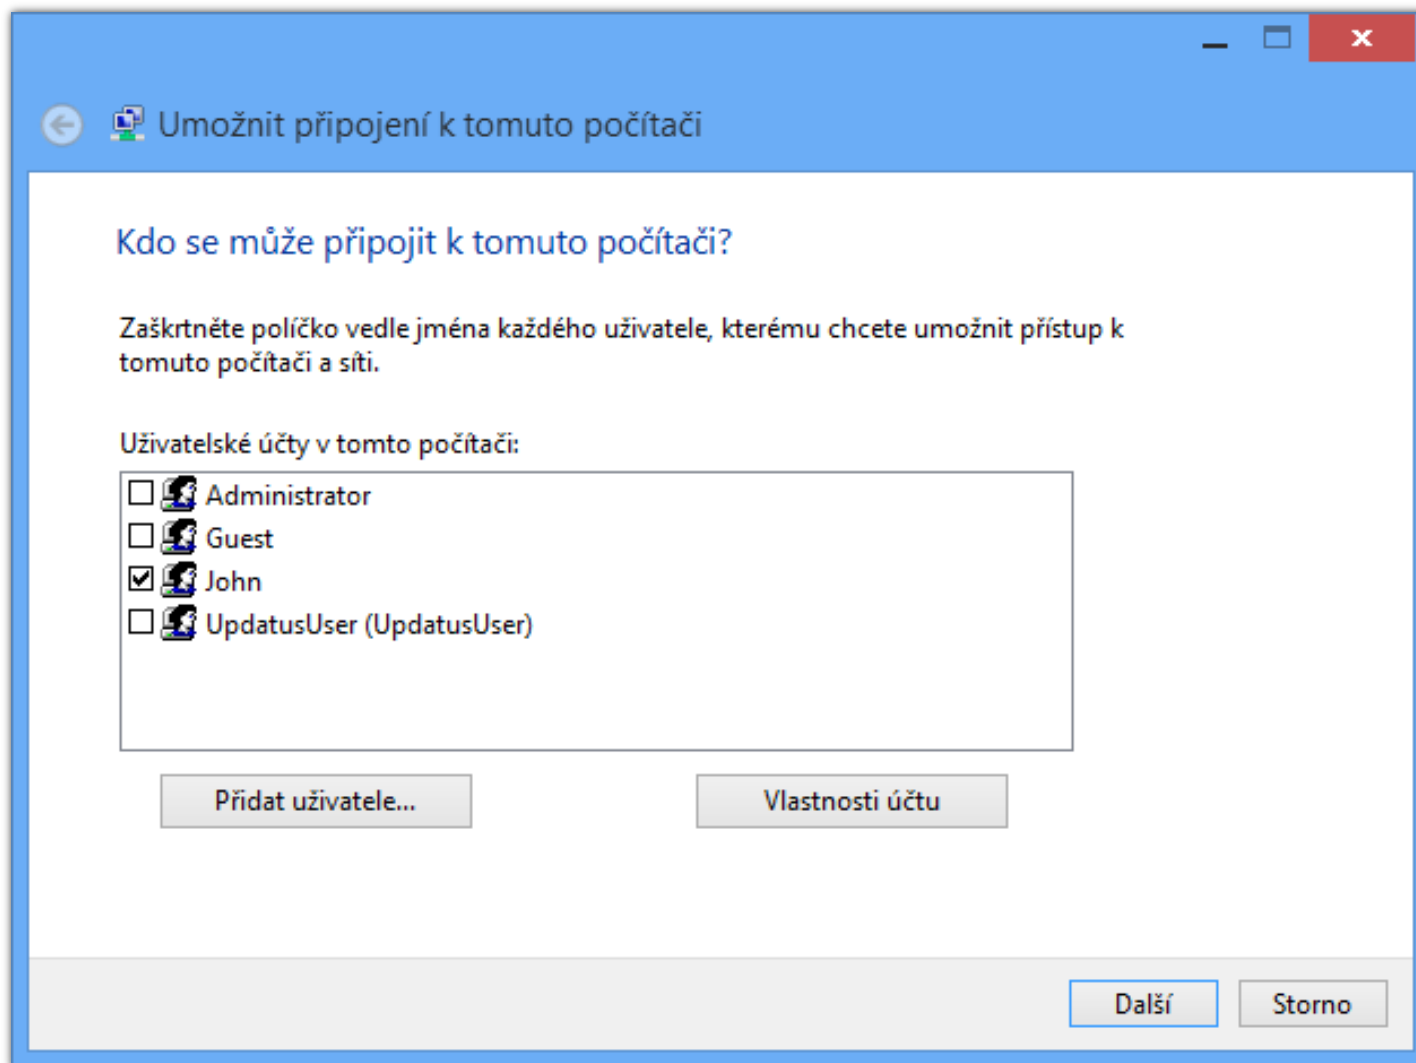 Umožnit připojení k tomuto počítači
Kdo se může připojit k tomuto počítači?
Zaškrtněte políčko vedle jména každého uživatele, kterému chcete umožnit přístup k
tomuto počítači a síti.
Uživatelské účty v tomto počítači:
Administrator
Guest
John
UpdatusUser (UpdatusUser)
Přidat uživatele...
Vlastnosti účtu
Další
Storno